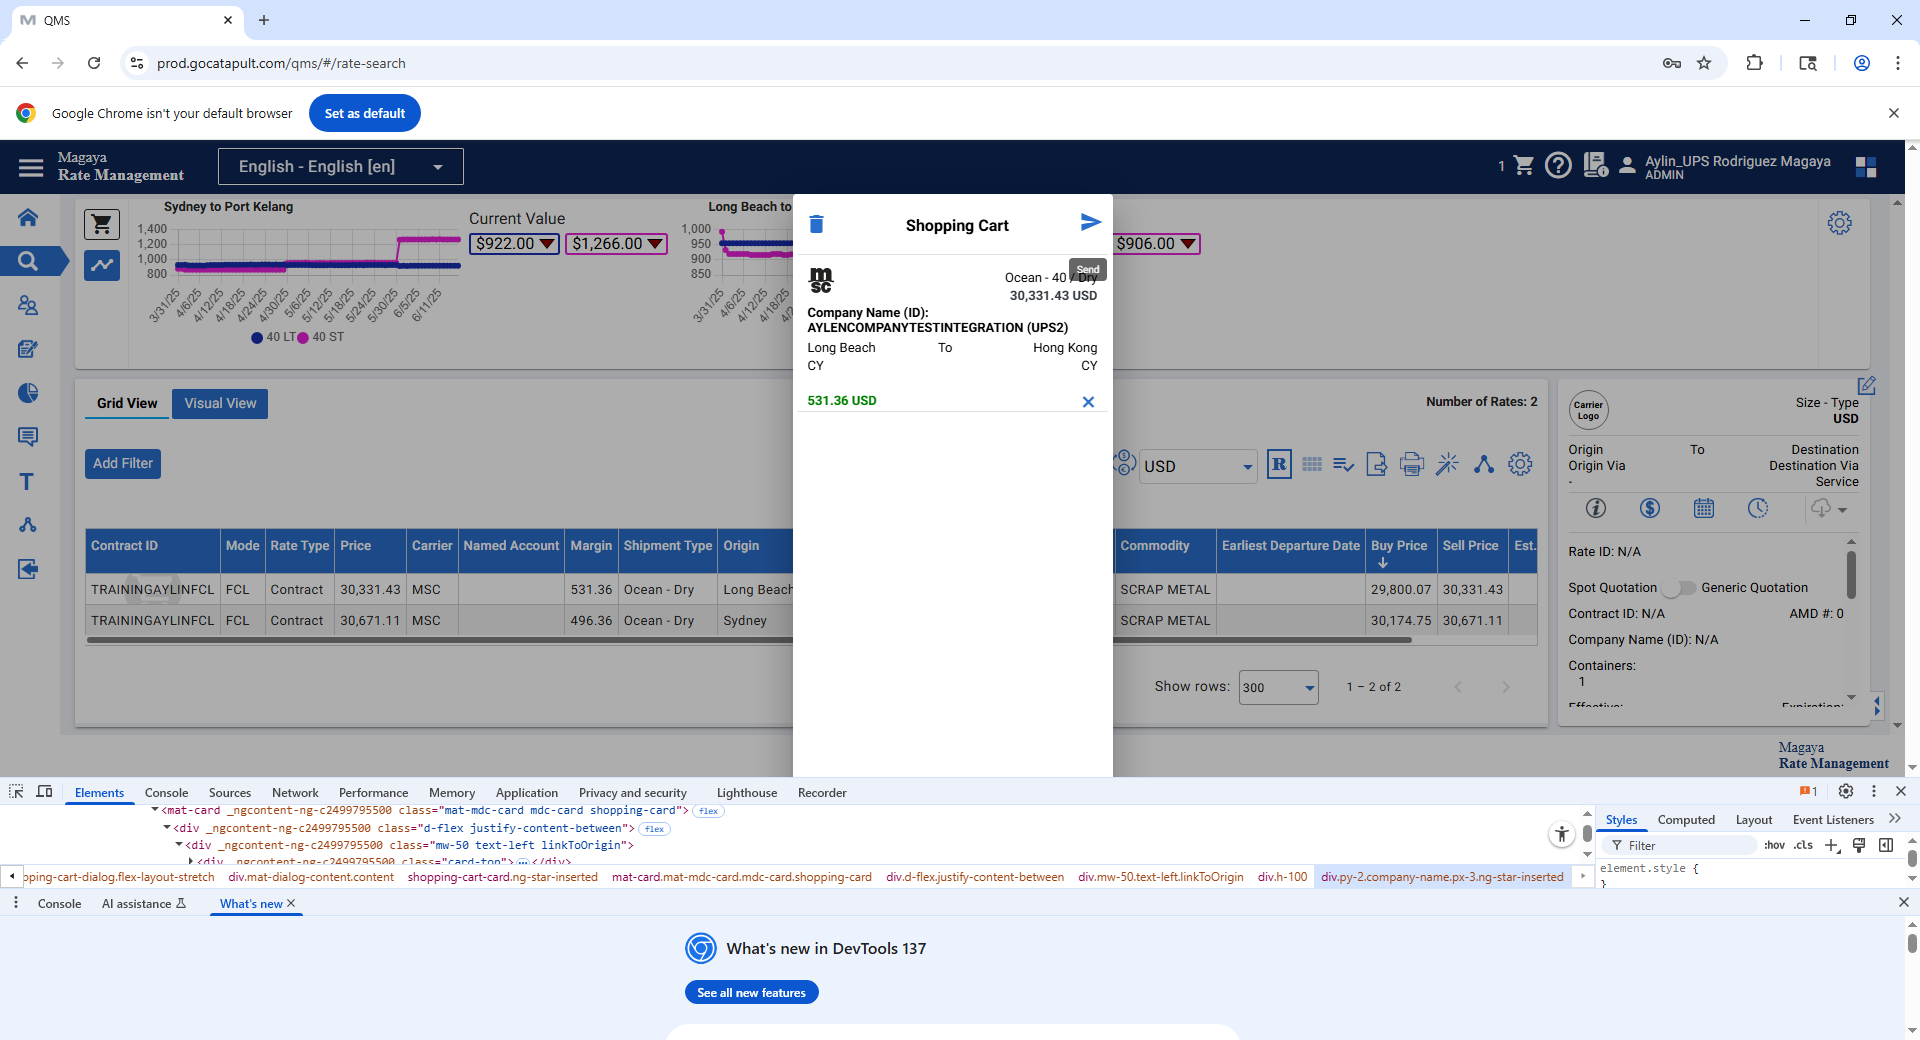 QMS
prod.gocatapult.com/qms/#/rate-search
Google Chrome isn't your default browser
Set as default
Magaya
Rate Management
English - English [en]
1
Aylin_UPS Rodriguez Magaya
ADMIN
Sydney to Port Kelang
1,400
1,200
1,000
800
3/31/25
4/6/25
4/12/25
4/18/25
4/24/25
4/30/25
5/6/25
5/12/25
5/18/25
5/24/25
5/30/25
6/5/25
6/11/25
40 LT
40 ST
Current Value
$922.00
$1,266.00
Long Beach to
1,000
950
900
850
3/31/25
4/6/25
4/12/25
4/18/25
$906.00
Shopping Cart
Send
msc
Ocean - 40 / Dry
30,331.43 USD
Company Name (ID):
AYLENCOMPANYTESTINTEGRATION (UPS2)
Long Beach To Hong Kong
CY CY
531.36 USD
Grid View
Visual View
Number of Rates: 2
Add Filter
USD
R
Contract ID Mode Rate Type Price Carrier Named Account Margin Shipment Type Origin Commodity Earliest Departure Date Buy Price Sell Price Est.
TRAININGAYLINFCL FCL Contract 30,331.43 MSC 531.36 Ocean - Dry Long Beach SCRAP METAL 29,800.07 30,331.43
TRAININGAYLINFCL FCL Contract 30,671.11 MSC 496.36 Ocean - Dry Sydney SCRAP METAL 30,174.75 30,671.11
Show rows: 300 1 – 2 of 2
Carrier
Logo
Size - Type
USD
Origin To Destination
Origin Via Destination Via
- Service
Rate ID: N/A
Spot Quotation Generic Quotation
Contract ID: N/A AMD #: 0
Company Name (ID): N/A
Containers:
1
Effective: Expiration:
Magaya
Rate Management
Elements Console Sources Network Performance Memory Application Privacy and security Lighthouse Recorder
1
<mat-card _ngcontent-ng-c2499795500 class="mat-mdc-card mdc-card shopping-card"> flex
<div _ngcontent-ng-c2499795500 class="d-flex justify-content-between"> flex
<div _ngcontent-ng-c2499795500 class="mw-50 text-left linkToOrigin">
<div _ngcontent-ng-c2499795500 class="card-top"> … </div>
pping-cart-dialog.flex-layout-stretch div.mat-dialog-content.content shopping-cart-card.ng-star-inserted mat-card.mat-mdc-card.mdc-card.shopping-card div.d-flex.justify-content-between div.mw-50.text-left.linkToOrigin div.h-100 div.py-2.company-name.px-3.ng-star-inserted
Styles Computed Layout Event Listeners
Filter :hov .cls
element.style {
}
Console AI assistance What's new
What's new in DevTools 137
See all new features